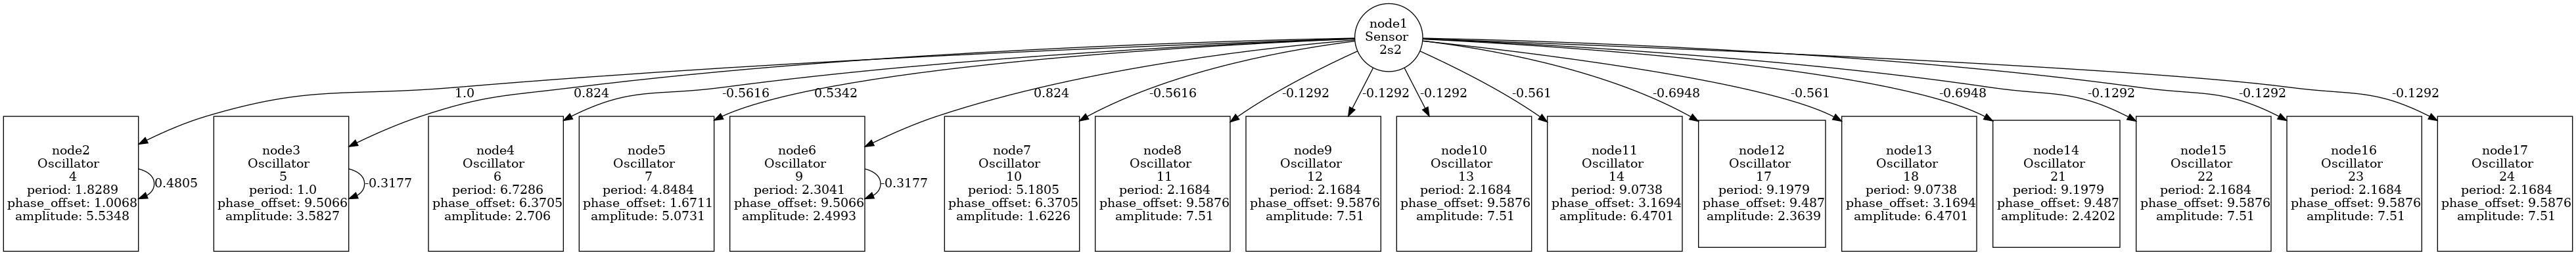 node1
Sensor
2s2
1.0
0.824
-0.5616
0.5342
0.824
-0.5616
-0.1292
-0.1292
-0.1292
-0.561
-0.6948
-0.561
-0.6948
-0.1292
-0.1292
-0.1292
node2
Oscillator
4
period: 1.8289
phase_offset: 1.0068
amplitude: 5.5348
0.4805
node3
Oscillator
5
period: 1.0
phase_offset: 9.5066
amplitude: 3.5827
-0.3177
node4
Oscillator
6
period: 6.7286
phase_offset: 6.3705
amplitude: 2.706
node5
Oscillator
7
period: 4.8484
phase_offset: 1.6711
amplitude: 5.0731
node6
Oscillator
9
period: 2.3041
phase_offset: 9.5066
amplitude: 2.4993
-0.3177
node7
Oscillator
10
period: 5.1805
phase_offset: 6.3705
amplitude: 1.6226
node8
Oscillator
11
period: 2.1684
phase_offset: 9.5876
amplitude: 7.51
node9
Oscillator
12
period: 2.1684
phase_offset: 9.5876
amplitude: 7.51
node10
Oscillator
13
period: 2.1684
phase_offset: 9.5876
amplitude: 7.51
node11
Oscillator
14
period: 9.0738
phase_offset: 3.1694
amplitude: 6.4701
node12
Oscillator
17
period: 9.1979
phase_offset: 9.487
amplitude: 2.3639
node13
Oscillator
18
period: 9.0738
phase_offset: 3.1694
amplitude: 6.4701
node14
Oscillator
21
period: 9.1979
phase_offset: 9.487
amplitude: 2.4202
node15
Oscillator
22
period: 2.1684
phase_offset: 9.5876
amplitude: 7.51
node16
Oscillator
23
period: 2.1684
phase_offset: 9.5876
amplitude: 7.51
node17
Oscillator
24
period: 2.1684
phase_offset: 9.5876
amplitude: 7.51